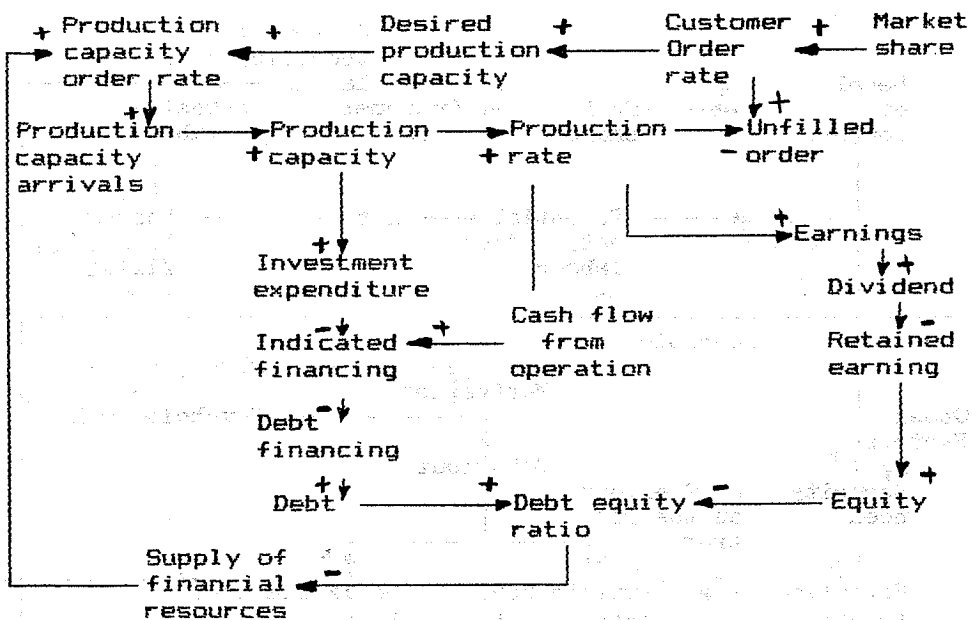 + Production
capacity
order rate
+
Desired
production
capacity
+
Customer
Order
rate
+
Market
share
+
Production
capacity
arrivals
+
Production
capacity
+
Production
rate
+
Unfilled
order
-
+
Investment
expenditure
+
Earnings
+
Dividend
-
Indicated
financing
+
Cash flow
from
operation
-
Retained
earning
-
Debt
financing
+
Debt
+
Debt equity
ratio
-
Equity
+
Supply of
financial
resources
-